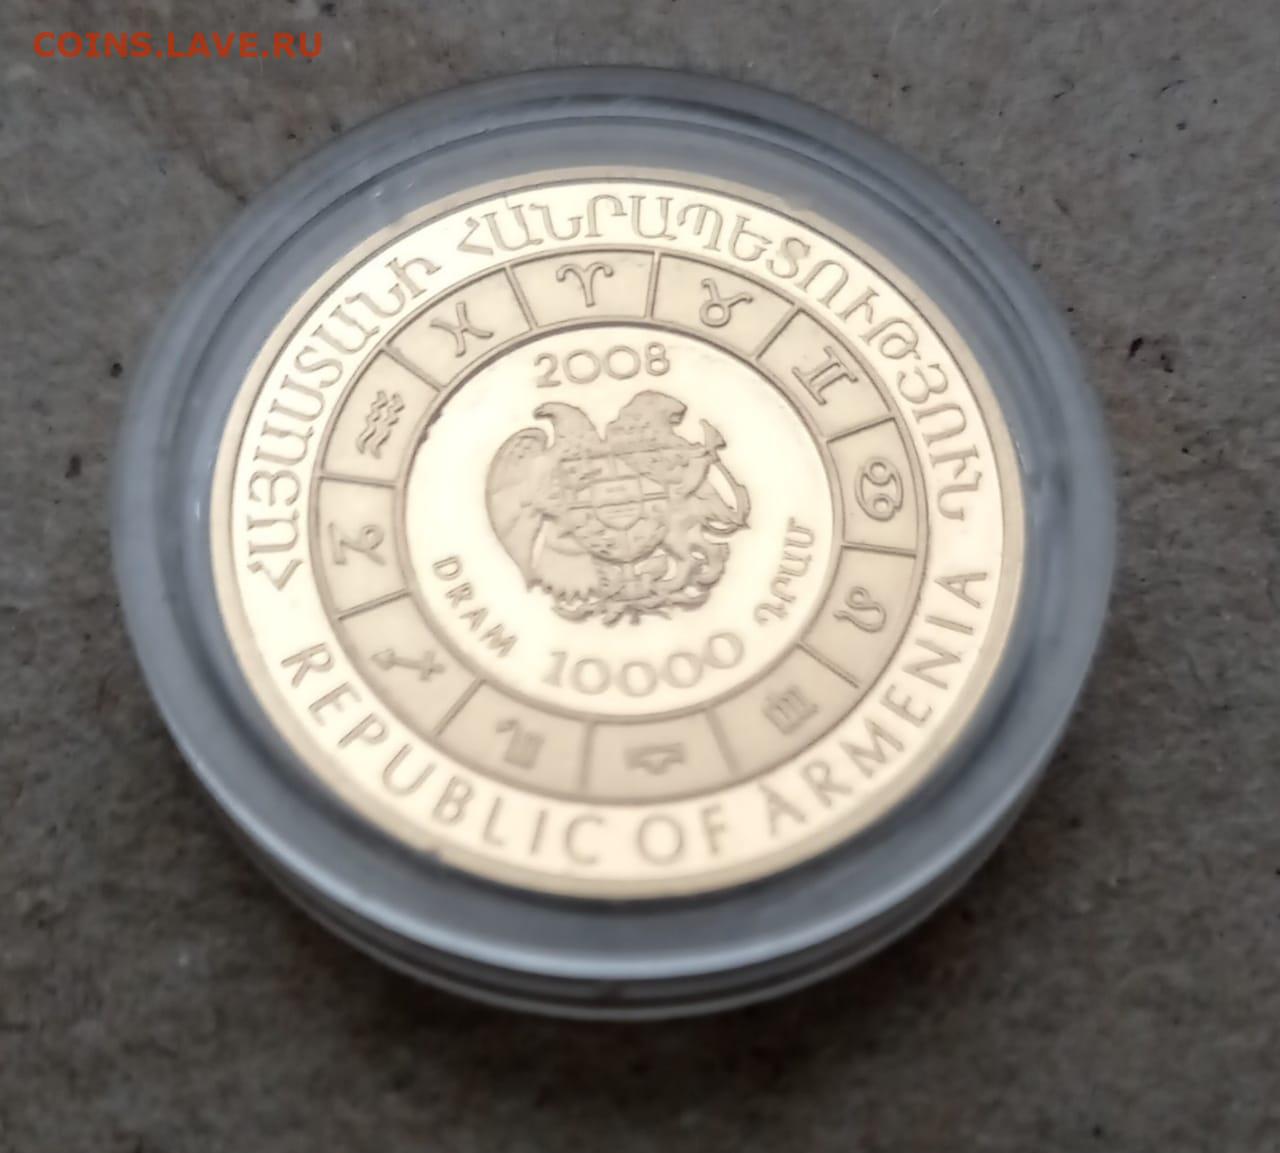 COINS.LAVE.RU
ՀԱՅԱՍՏԱՆԻ ՀԱՆՐԱՊԵՏՈՒԹՅՈՒՆ
2008
DRAM 10000 ԴՐԱՄ
REPUBLIC OF ARMENIA